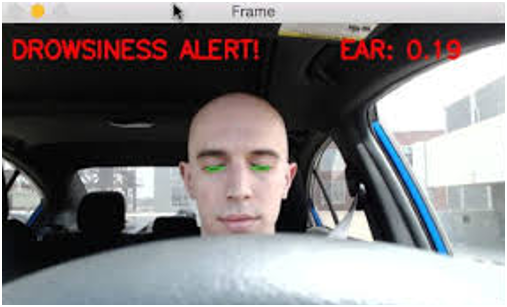 Frame
DROWSINESS ALERT! EAR: 0.19